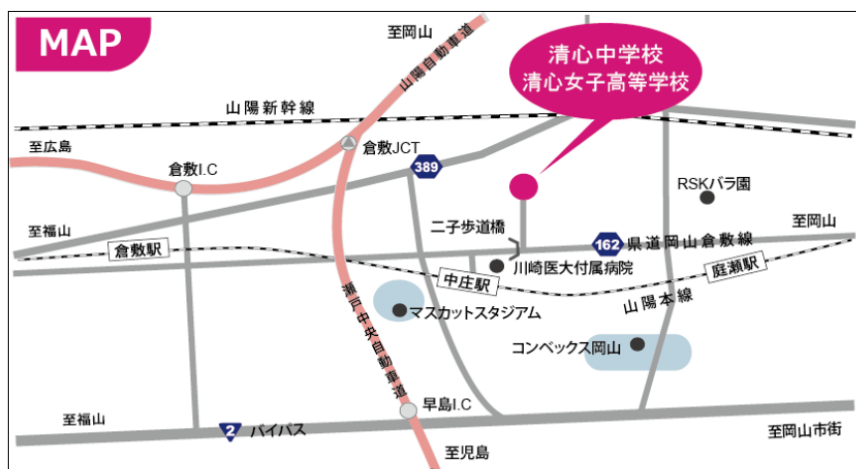 MAP
至岡山
清心中学校
清心女子高等学校
山陽自動車道
山陽新幹線
至広島
倉敷I.C
倉敷JCT
389
RSKバラ園
至福山
二子歩道橋
至岡山
倉敷駅
162 県道岡山倉敷線
川崎医大付属病院
中庄駅
庭瀬駅
山陽本線
マスカットスタジアム
瀬戸中央自動車道
コンベックス岡山
早島I.C
至福山
2 バイパス
至岡山市街
至児島